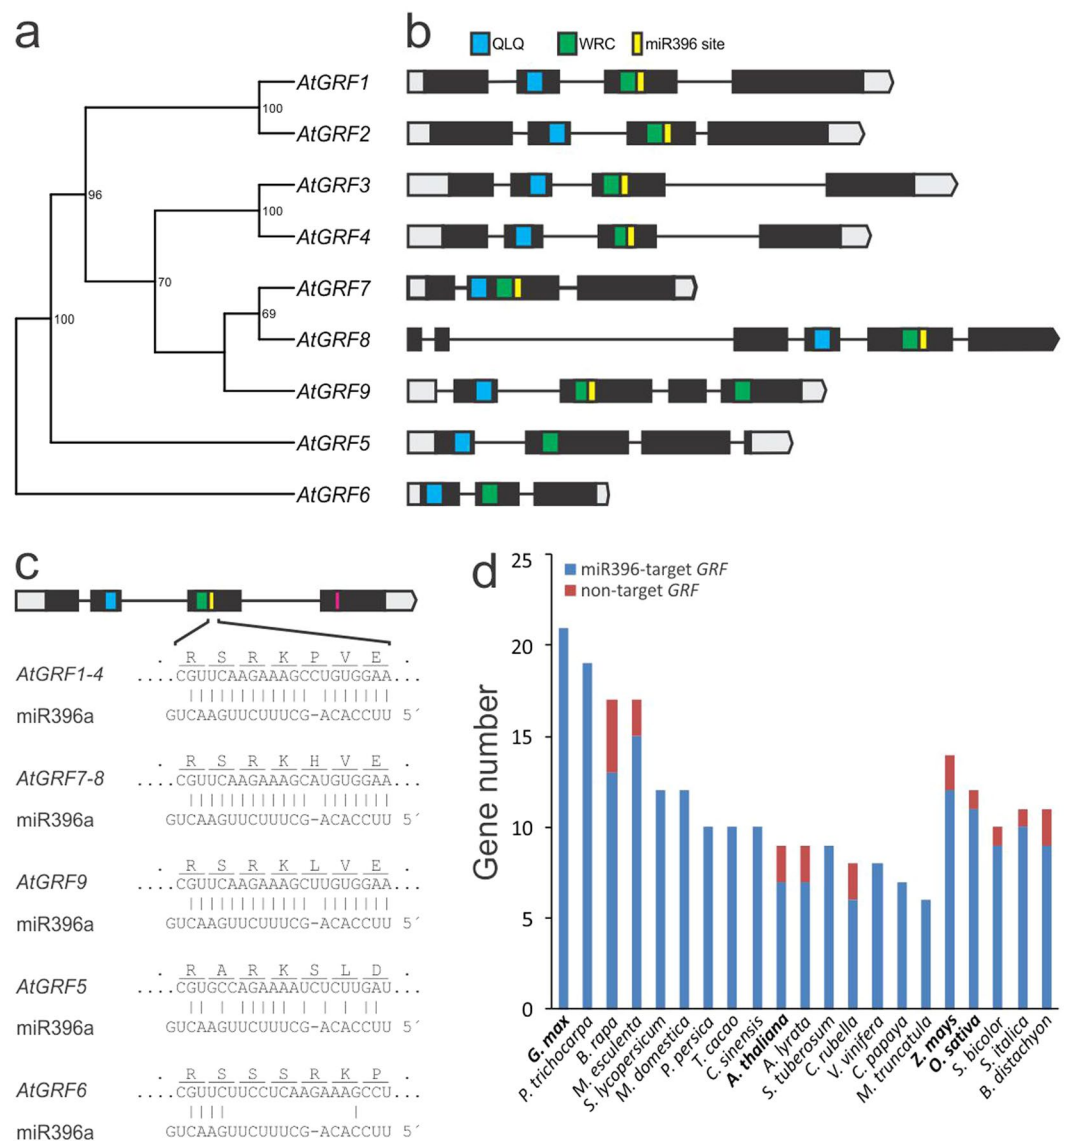 a
b
QLQ WRC miR396 site
AtGRF1
100
AtGRF2
96
AtGRF3
100
AtGRF4
70
AtGRF7
69
100
AtGRF8
AtGRF9
AtGRF5
AtGRF6
c
. R S R K P V E .
AtGRF1-4 ....CGUUCAAGAAAGCCUGUGGAA...
miR396a GUCAAGUUCUUUCG-ACACCUU 5´
. R S R K H V E .
AtGRF7-8 ....CGUUCAAGAAAGCAUGUGGAA...
miR396a GUCAAGUUCUUUCG-ACACCUU 5´
. R S R K L V E .
AtGRF9 ....CGUUCAAGAAAGCUUGUGGAA...
miR396a GUCAAGUUCUUUCG-ACACCUU 5´
. R A R K S L D .
AtGRF5 ....CGUGCCAGAAAAUCUCUUGAU...
miR396a GUCAAGUUCUUUCG-ACACCUU 5´
. R S S S R K P .
AtGRF6 ....CGUUCUUCCUCAAGAAAGCCU...
miR396a GUCAAGUUCUUUCG-ACACCUU 5´
d
miR396-target GRF
non-target GRF
Gene number
25
20
15
10
5
0
G. max
P. trichocarpa
B. rapa
M. esculenta
S. lycopersicum
M. domestica
P. persica
T. cacao
C. sinensis
A. thaliana
A. lyrata
S. tuberosum
C. rubella
V. vinifera
C. papaya
M. truncatula
Z. mays
O. sativa
S. bicolor
S. italica
B. distachyon